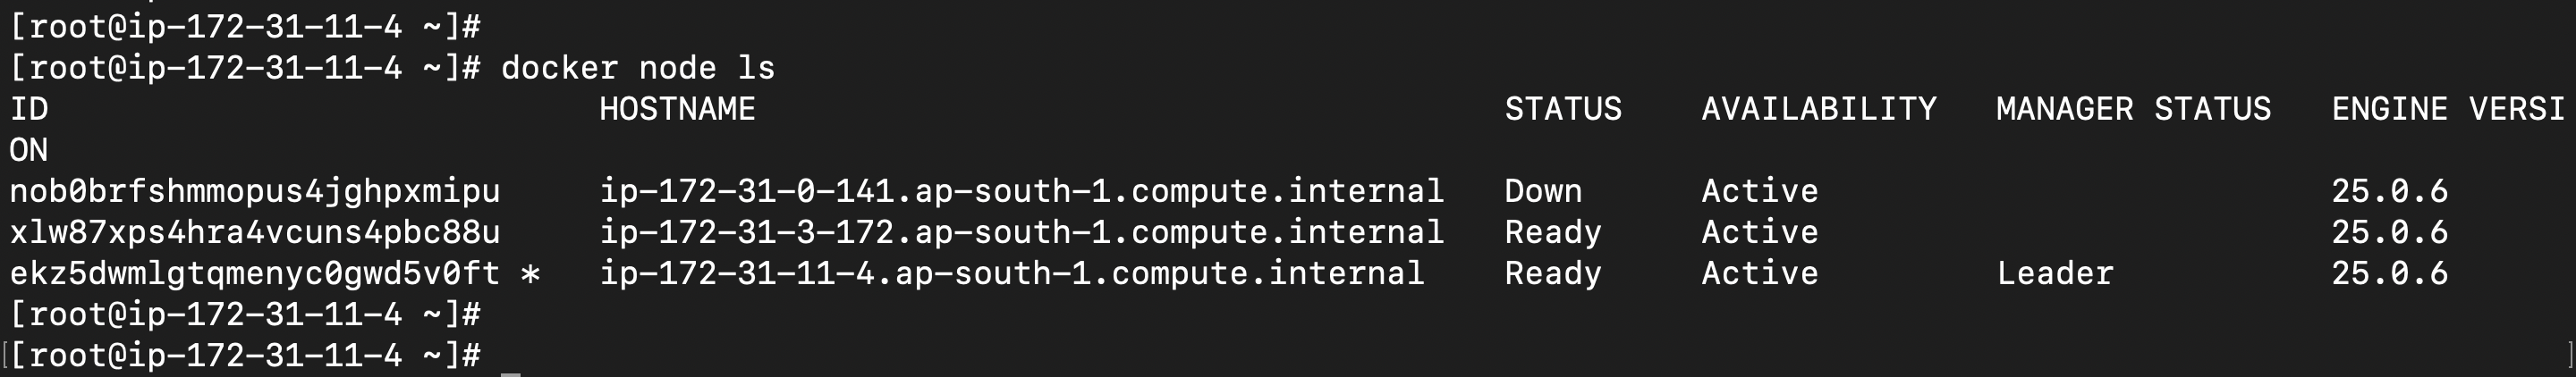 [root@ip-172-31-11-4 ~]#
[root@ip-172-31-11-4 ~]# docker node ls
ID                            HOSTNAME                                      STATUS    AVAILABILITY   MANAGER STATUS   ENGINE VERSI
ON
nob0brfshmmopus4jghpxmipu     ip-172-31-0-141.ap-south-1.compute.internal   Down      Active                          25.0.6
xlw87xps4hra4vcuns4pbc88u     ip-172-31-3-172.ap-south-1.compute.internal   Ready     Active                          25.0.6
ekz5dwmlgtqmenyc0gwd5v0ft *   ip-172-31-11-4.ap-south-1.compute.internal    Ready     Active         Leader           25.0.6
[root@ip-172-31-11-4 ~]#
[root@ip-172-31-11-4 ~]#